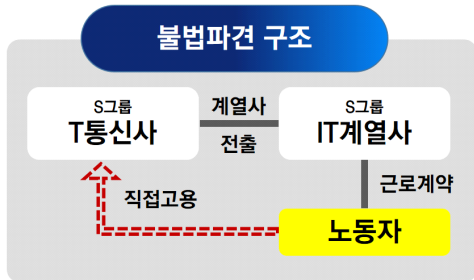 불법파견 구조
S그룹
T통신사
계열사
전출
S그룹
IT계열사
직접고용
근로계약
노동자